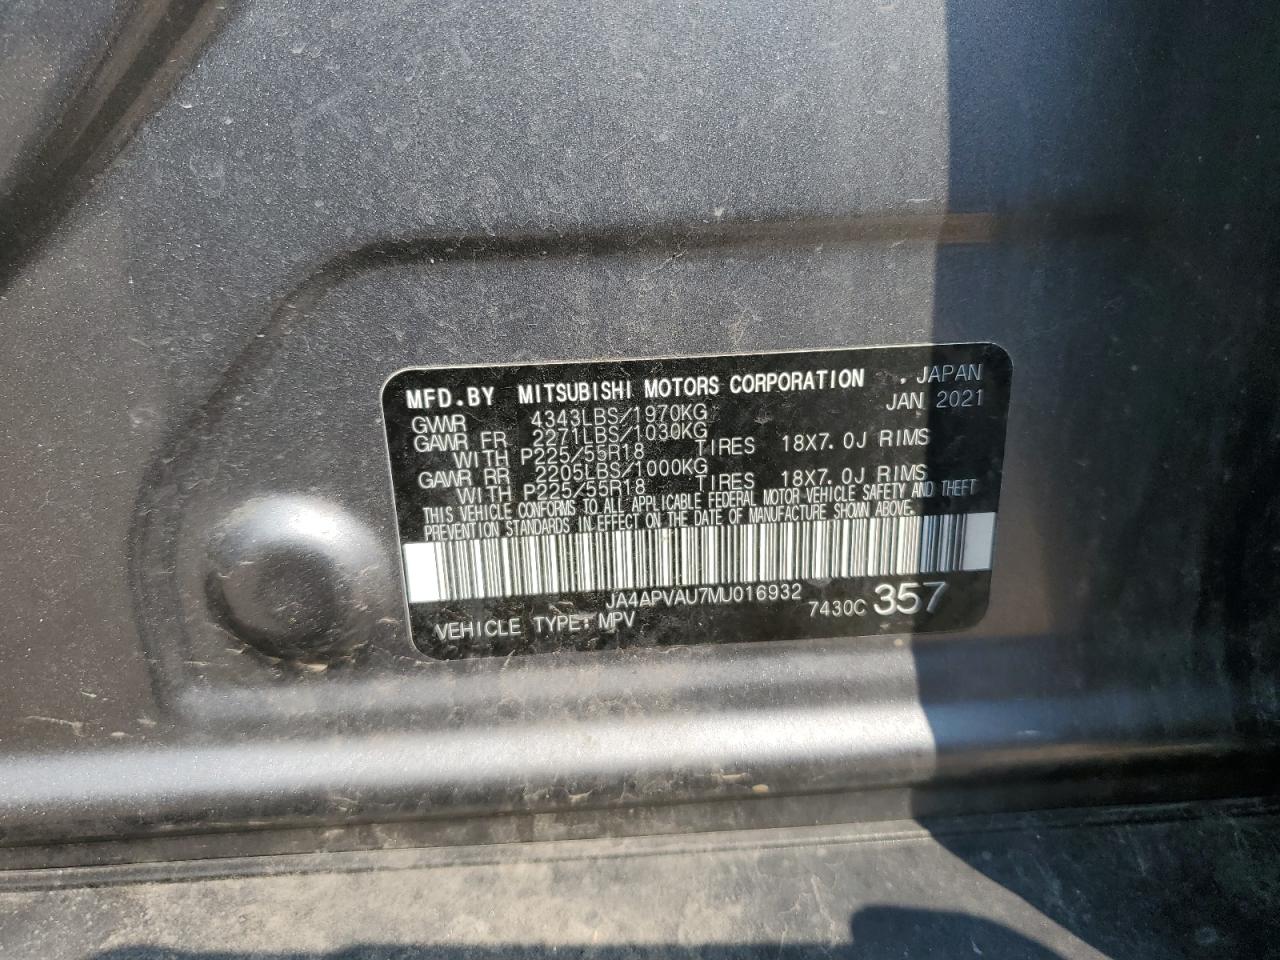 MFD.BY MITSUBISHI MOTORS CORPORATION . JAPAN
GVWR 4343LBS/1970KG JAN 2021
GAWR FR 2271LBS/1030KG
WITH P225/55R18 TIRES 18X7.0J RIMS
GAWR RR 2205LBS/1000KG
WITH P225/55R18 TIRES 18X7.0J RIMS
THIS VEHICLE CONFORMS TO ALL APPLICABLE FEDERAL MOTOR VEHICLE SAFETY AND THEFT
PREVENTION STANDARDS IN EFFECT ON THE DATE OF MANUFACTURE SHOWN ABOVE.
JA4APVAU7MU016932
VEHICLE TYPE: MPV 7430C 357